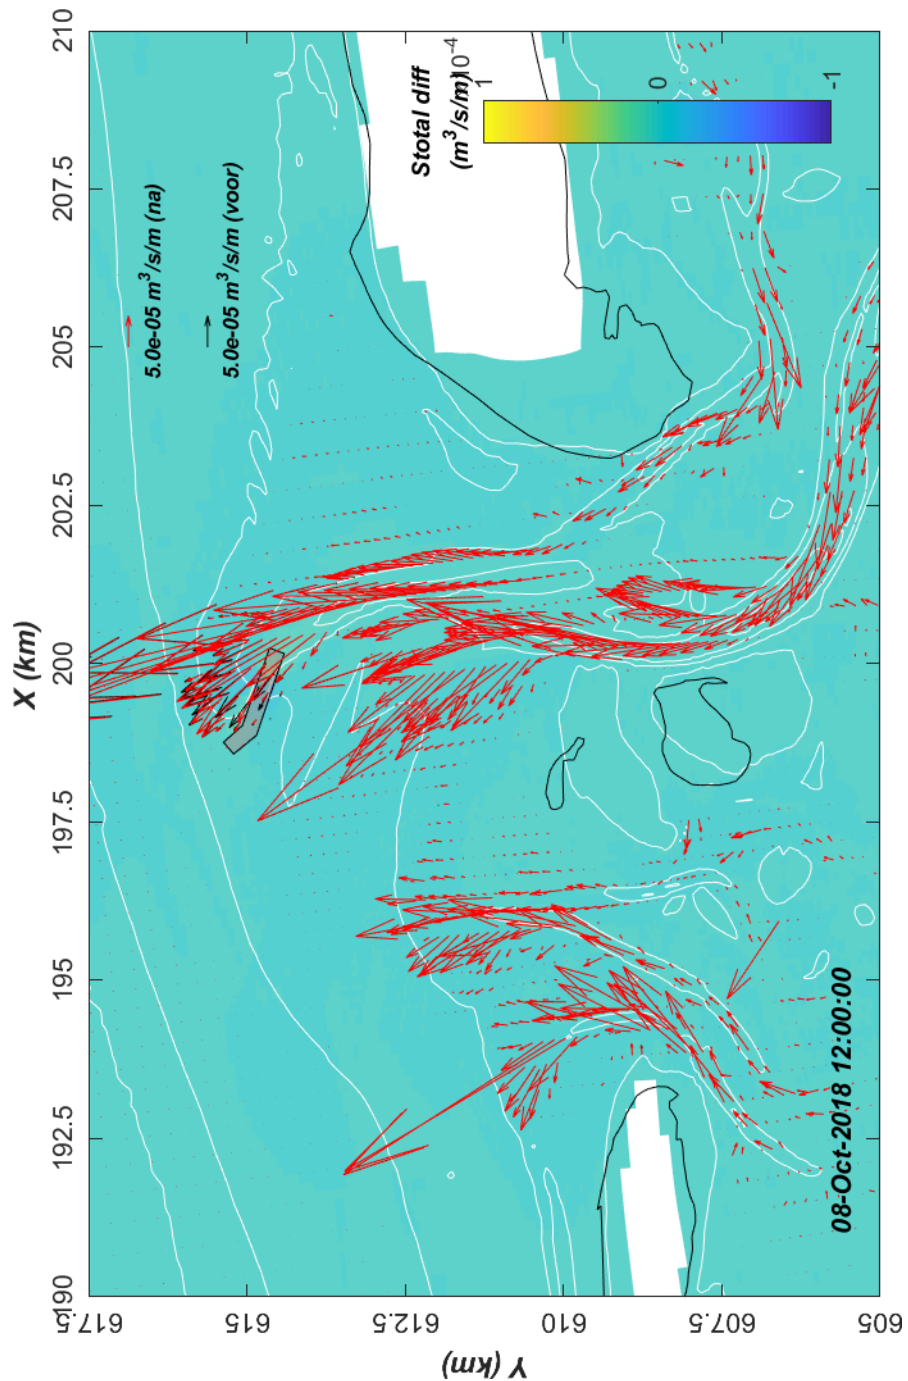 X (km)
190
192.5
195
197.5
200
202.5
205
207.5
210
Y (km)
617.5
615
612.5
610
607.5
605
5.0e-05 m³/s/m (na)
5.0e-05 m³/s/m (voor)
Stotal diff
(m³/s/m)
10⁻⁴
1
0
-1
08-Oct-2018 12:00:00